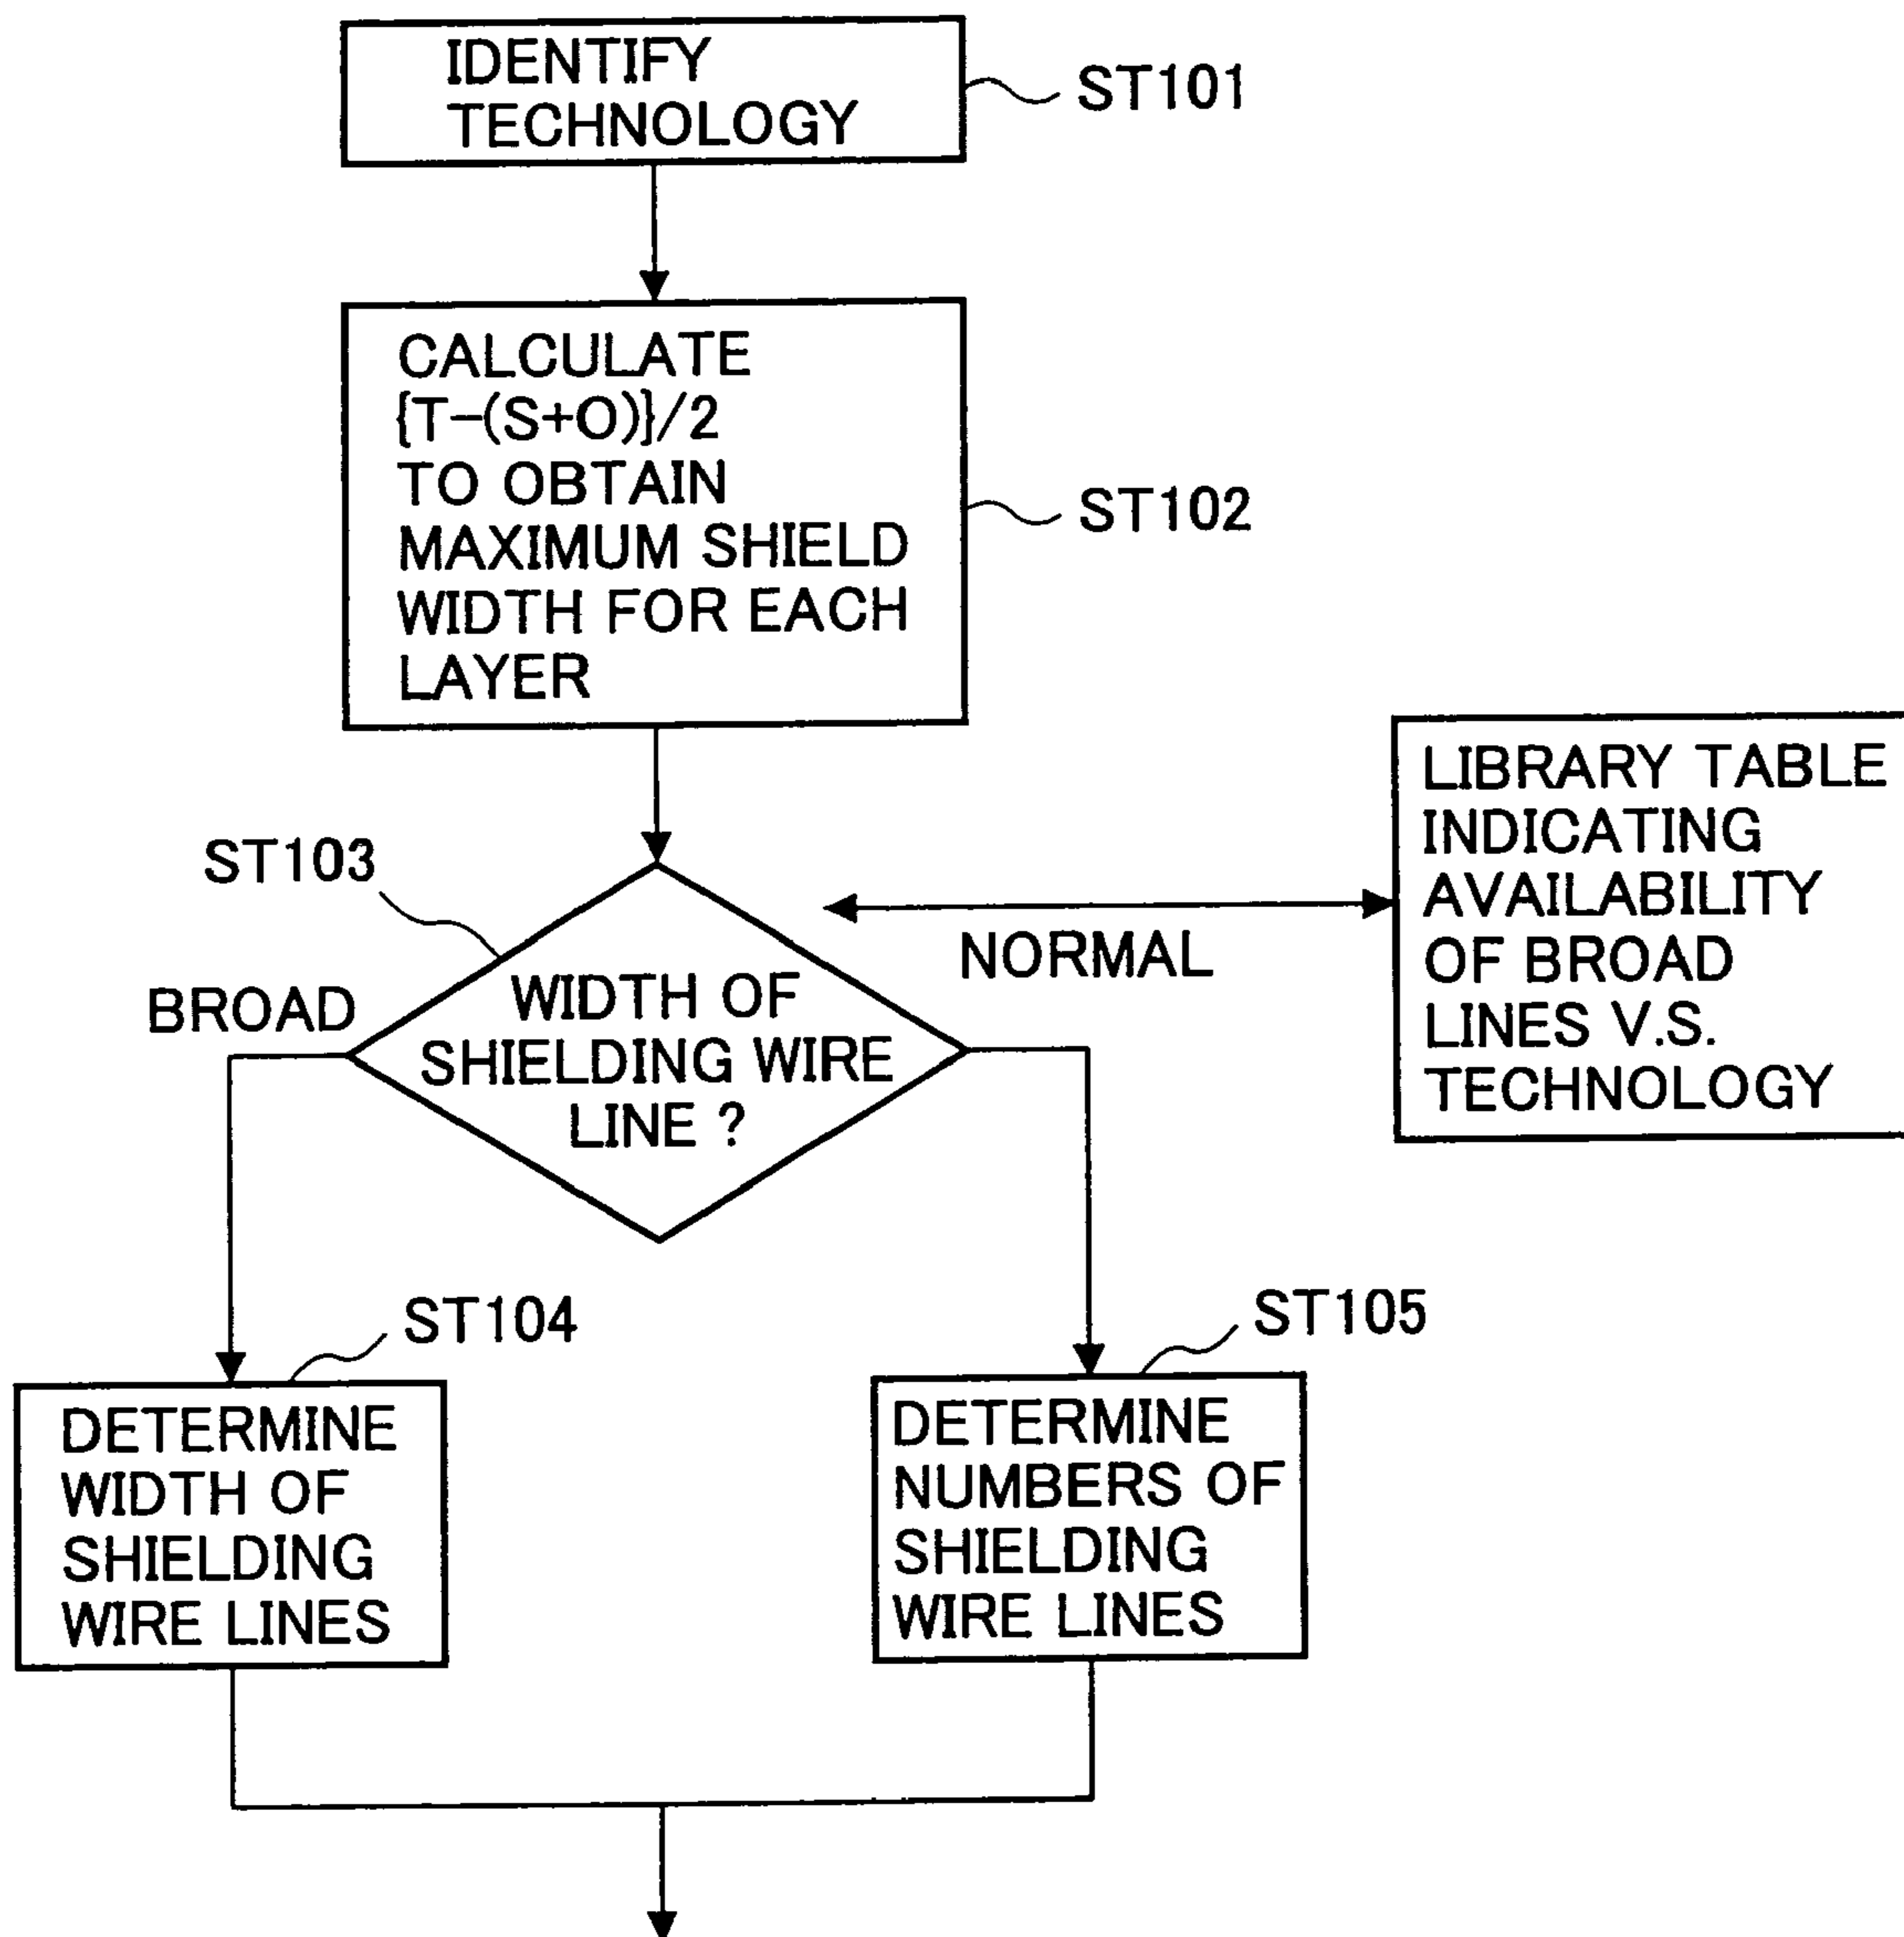 IDENTIFY
TECHNOLOGY
ST101
CALCULATE
{T-(S+O)}/2
TO OBTAIN
MAXIMUM SHIELD
WIDTH FOR EACH
LAYER
ST102
LIBRARY TABLE
INDICATING
AVAILABILITY
OF BROAD
LINES V.S.
TECHNOLOGY
ST103
NORMAL
BROAD
WIDTH OF
SHIELDING WIRE
LINE ?
ST104
ST105
DETERMINE
WIDTH OF
SHIELDING
WIRE LINES
DETERMINE
NUMBERS OF
SHIELDING
WIRE LINES